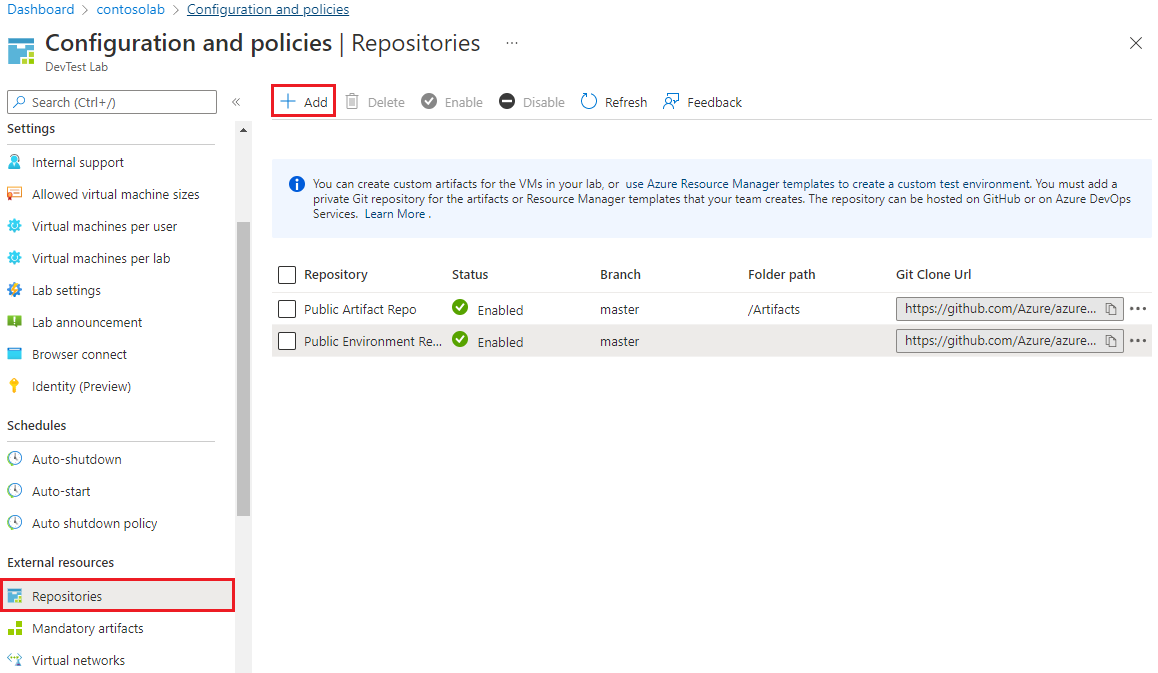 Dashboard > contosolab > Configuration and policies
Configuration and policies | Repositories ...
DevTest Lab
Search (Ctrl+/)
«
Settings
Internal support
Allowed virtual machine sizes
Virtual machines per user
Virtual machines per lab
Lab settings
Lab announcement
Browser connect
Identity (Preview)
Schedules
Auto-shutdown
Auto-start
Auto shutdown policy
External resources
Repositories
Mandatory artifacts
Virtual networks
Add Delete Enable Disable Refresh Feedback
You can create custom artifacts for the VMs in your lab, or use Azure Resource Manager templates to create a custom test environment. You must add a
private Git repository for the artifacts or Resource Manager templates that your team creates. The repository can be hosted on GitHub or on Azure DevOps
Services. Learn More .
Repository Status Branch Folder path Git Clone Url
Public Artifact Repo Enabled master /Artifacts https://github.com/Azure/azure... ...
Public Environment Re... Enabled master https://github.com/Azure/azure... ...